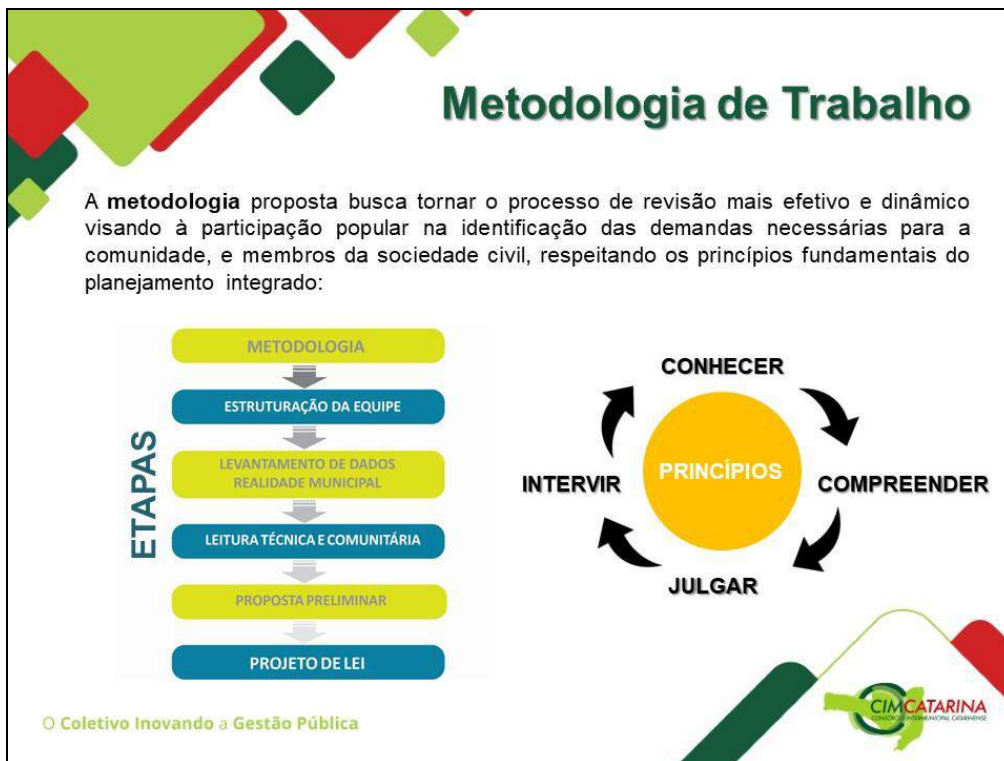 Metodologia de Trabalho
A metodologia proposta busca tornar o processo de revisão mais efetivo e dinâmico
visando à participação popular na identificação das demandas necessárias para a
comunidade, e membros da sociedade civil, respeitando os princípios fundamentais do
planejamento integrado:
ETAPAS
METODOLOGIA
ESTRUTURAÇÃO DA EQUIPE
LEVANTAMENTO DE DADOS
REALIDADE MUNICIPAL
LEITURA TÉCNICA E COMUNITÁRIA
PROPOSTA PRELIMINAR
PROJETO DE LEI
CONHECER
INTERVIR
PRINCÍPIOS
COMPREENDER
JULGAR
O Coletivo Inovando a Gestão Pública
CIMCATARINA
CONSÓRCIO INTERMUNICIPAL CATARINENSE